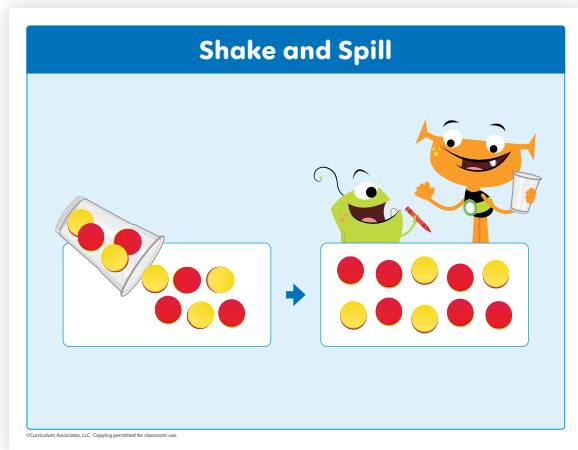 Shake and Spill
©Curriculum Associates, LLC Copying permitted for classroom use.